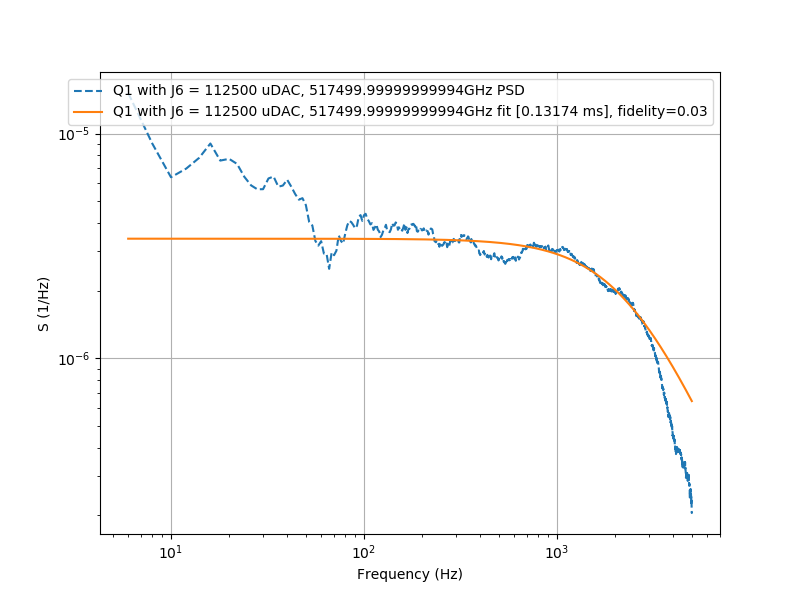 Q1 with J6 = 112500 uDAC, 517499.99999999994GHz PSD
Q1 with J6 = 112500 uDAC, 517499.99999999994GHz fit [0.13174 ms], fidelity=0.03
10⁻⁵
10⁻⁶
S (1/Hz)
10¹ 10² 10³
Frequency (Hz)